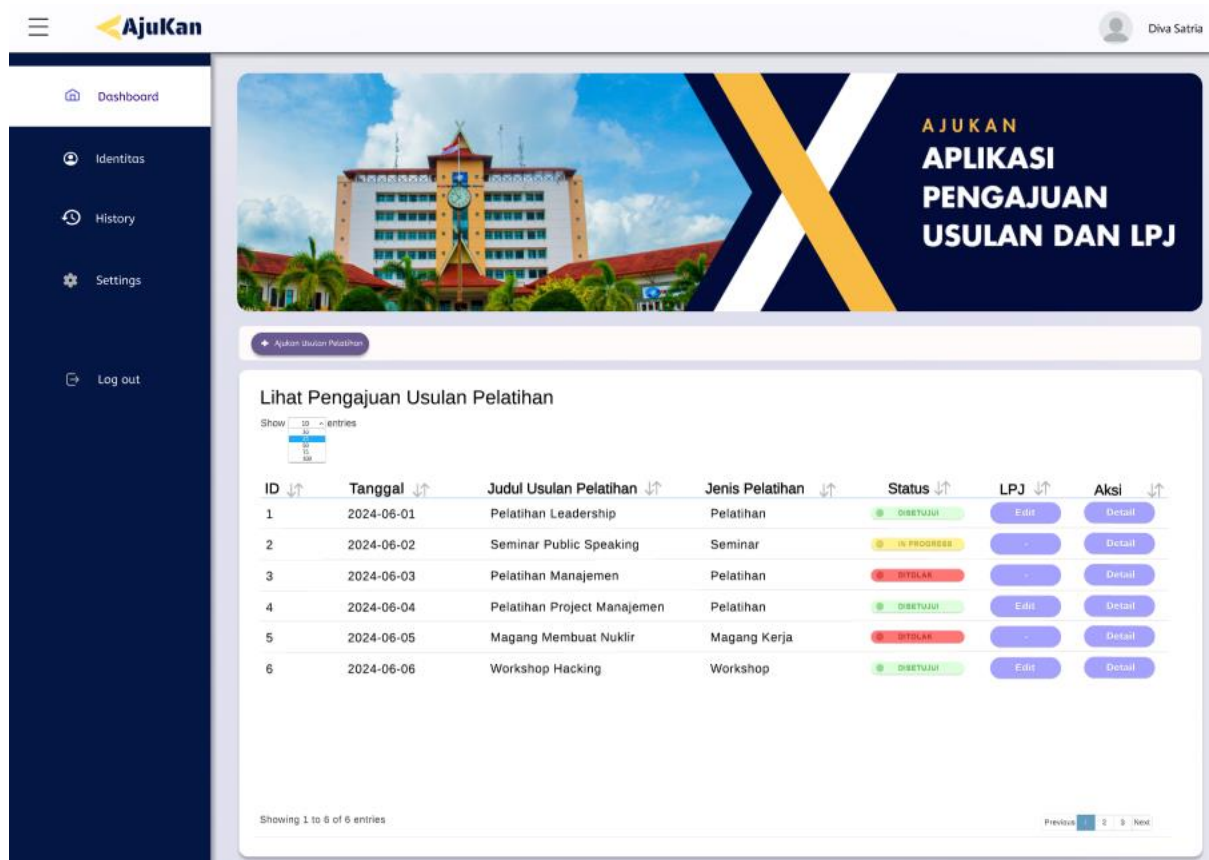 AjuKan
Diva Satria
Dashboard
Identitas
History
Settings
Log out
AJUKAN
APLIKASI
PENGAJUAN
USULAN DAN LPJ
Ajukan Usulan Pelatihan
Lihat Pengajuan Usulan Pelatihan
Show 10 entries
ID Tanggal Judul Usulan Pelatihan Jenis Pelatihan Status LPJ Aksi
1 2024-06-01 Pelatihan Leadership Pelatihan DISETUJUI Edit Detail
2 2024-06-02 Seminar Public Speaking Seminar IN PROGRESS - Detail
3 2024-06-03 Pelatihan Manajemen Pelatihan DITOLAK - Detail
4 2024-06-04 Pelatihan Project Manajemen Pelatihan DISETUJUI Edit Detail
5 2024-06-05 Magang Membuat Nuklir Magang Kerja DITOLAK - Detail
6 2024-06-06 Workshop Hacking Workshop DISETUJUI Edit Detail
Showing 1 to 6 of 6 entries
Previous 1 2 3 Next